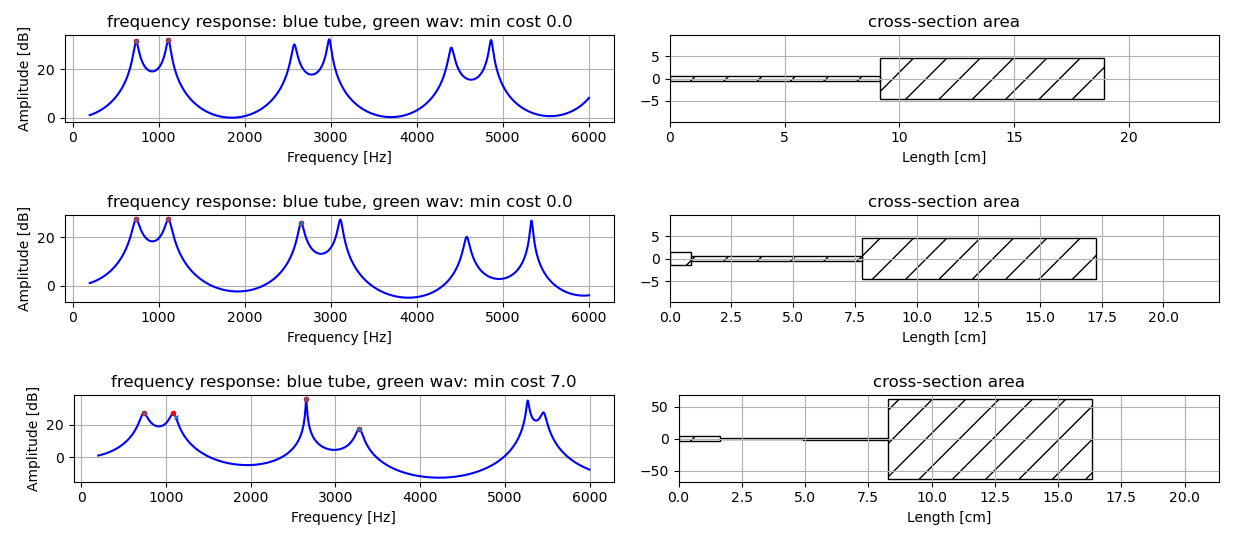 frequency response: blue tube, green wav: min cost 0.0
Amplitude [dB]
20
0
0 1000 2000 3000 4000 5000 6000
Frequency [Hz]
cross-section area
5
0
−5
0 5 10 15 20
Length [cm]
frequency response: blue tube, green wav: min cost 0.0
Amplitude [dB]
20
0
0 1000 2000 3000 4000 5000 6000
Frequency [Hz]
cross-section area
5
0
−5
0.0 2.5 5.0 7.5 10.0 12.5 15.0 17.5 20.0
Length [cm]
frequency response: blue tube, green wav: min cost 7.0
Amplitude [dB]
20
0
0 1000 2000 3000 4000 5000 6000
Frequency [Hz]
cross-section area
50
0
−50
0.0 2.5 5.0 7.5 10.0 12.5 15.0 17.5 20.0
Length [cm]